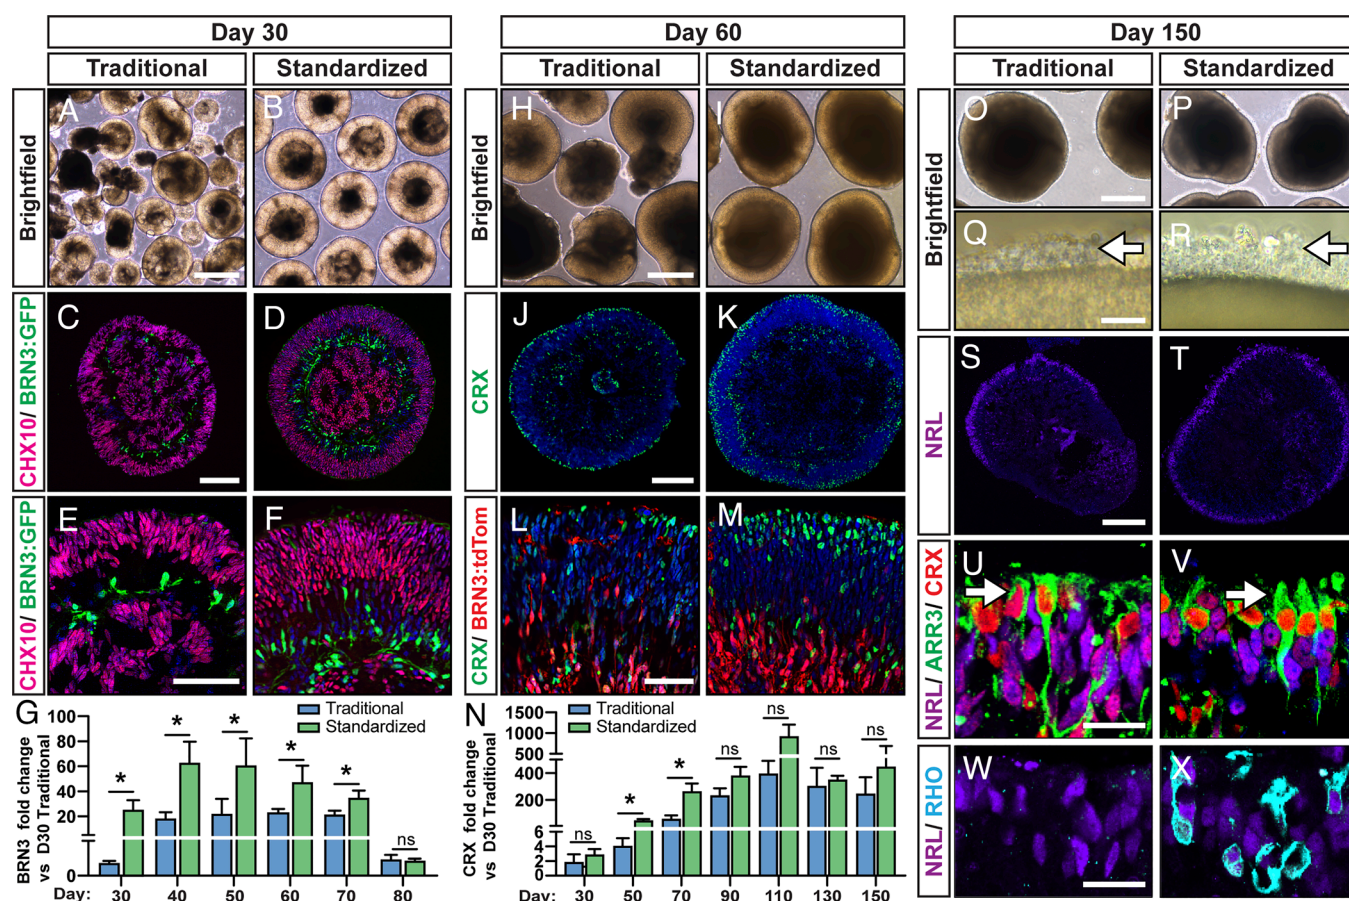 Day 30
Day 60
Day 150
Traditional
Standardized
Traditional
Standardized
Traditional
Standardized
Brightfield
A
B
Brightfield
H
I
Brightfield
O
P
Q
R
CHX10/ BRN3:GFP
C
D
CRX
J
K
NRL
S
T
CHX10/ BRN3:GFP
E
F
CRX/ BRN3:tdTom
L
M
NRL/ ARR3/ CRX
U
V
NRL/ RHO
W
X
G
BRN3 fold change
vs D30 Traditional
Traditional
Standardized
100
80
60
40
20
0
*
*
*
*
*
ns
Day:
30
40
50
60
70
80
N
CRX fold change
vs D30 Traditional
Traditional
Standardized
1500
1000
500
400
200
6
4
2
0
ns
*
*
ns
ns
ns
ns
Day:
30
50
70
90
110
130
150